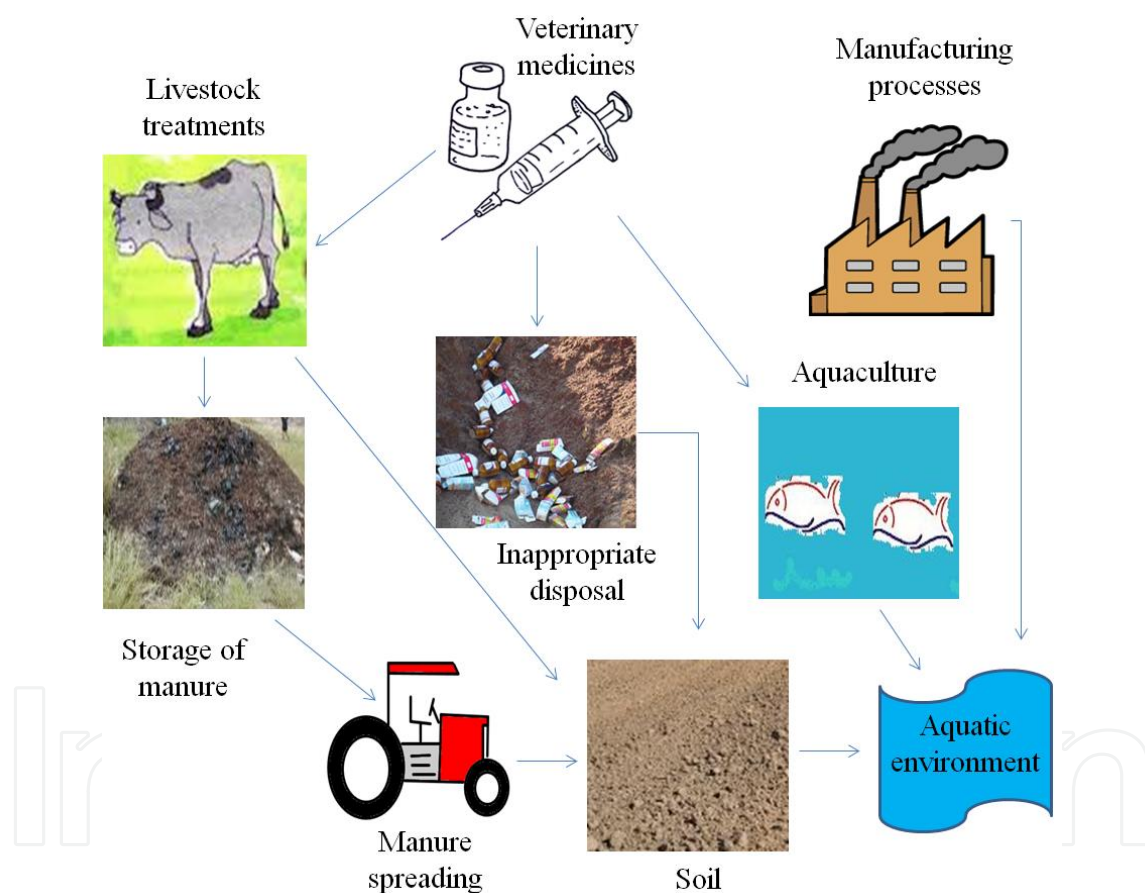 Veterinary
medicines
Manufacturing
processes
Livestock
treatments
Aquaculture
Inappropriate
disposal
Storage of
manure
Aquatic
environment
Manure
spreading
Soil